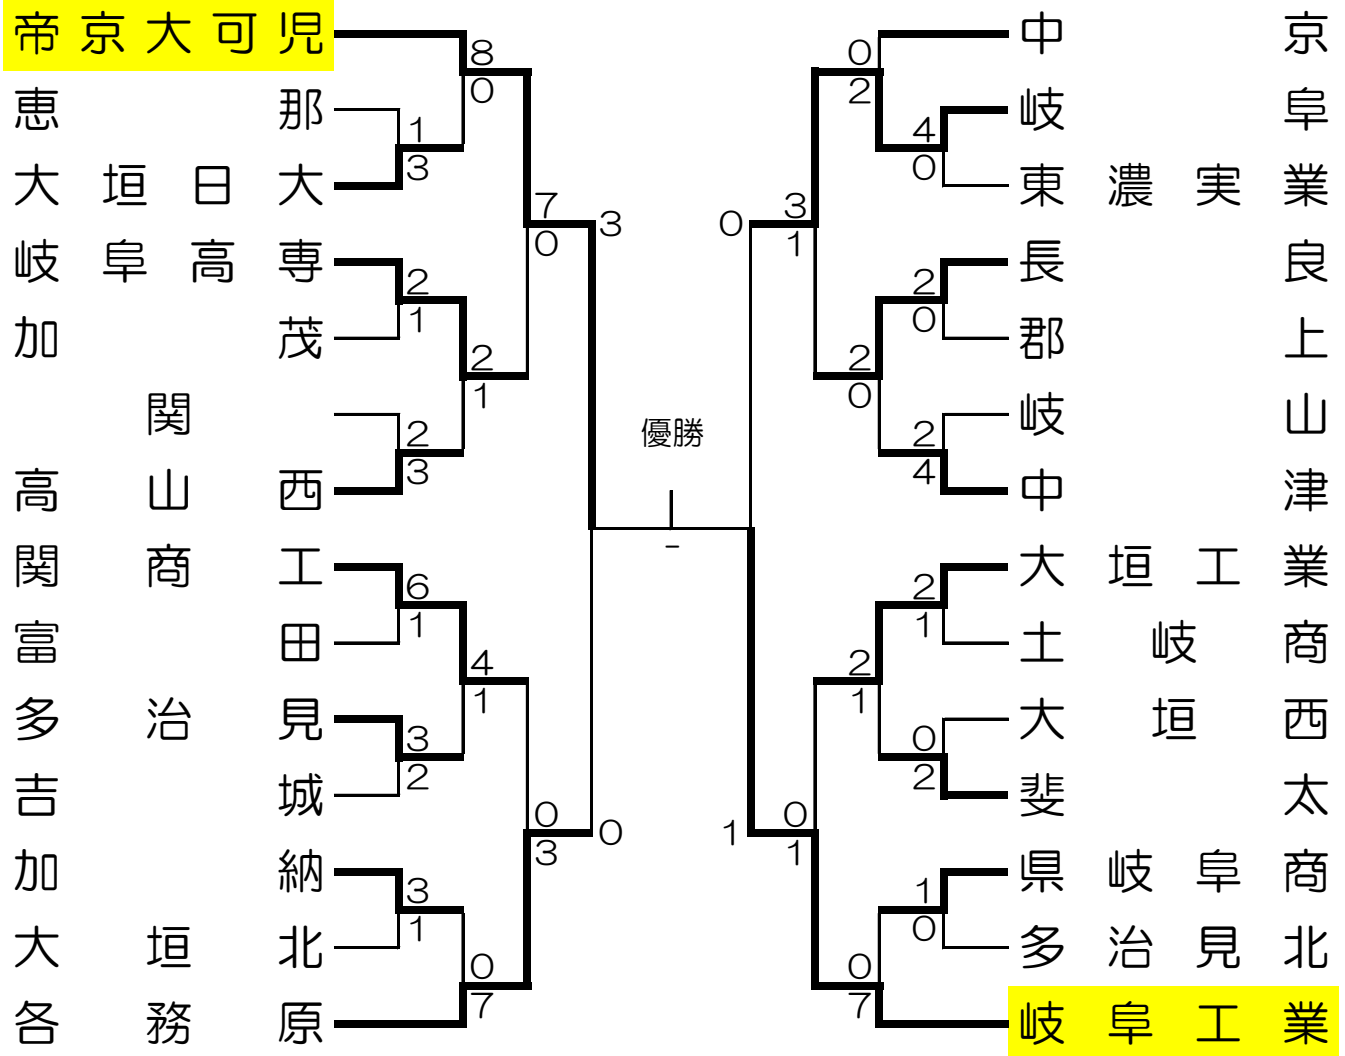 帝京大可児
恵那
大垣日大
岐阜高専
加茂
関
高山西
関商工
富田
多治見
吉城
加納
大垣北
各務原
8
0
1
3
2
1
2
1
2
3
6
1
4
1
3
2
3
1
0
7
7
0
0
3
3
0
優勝
-
0
1
3
1
0
1
0
2
4
0
2
0
2
0
2
4
2
1
2
1
0
2
1
0
0
7
中京
岐阜
東濃実業
長良
郡上
岐山
中津
大垣工業
土岐商
大垣西
斐太
県岐阜商
多治見北
岐阜工業